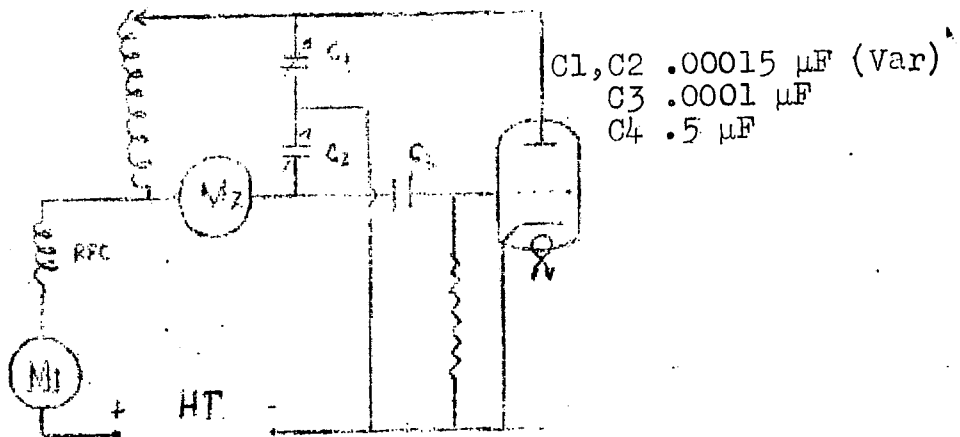 C1,C2 .00015 µF (Var)
C3 .0001 µF
C4 .5 µF
C1
C2
C3
M2
RFC
M1
+ HT -